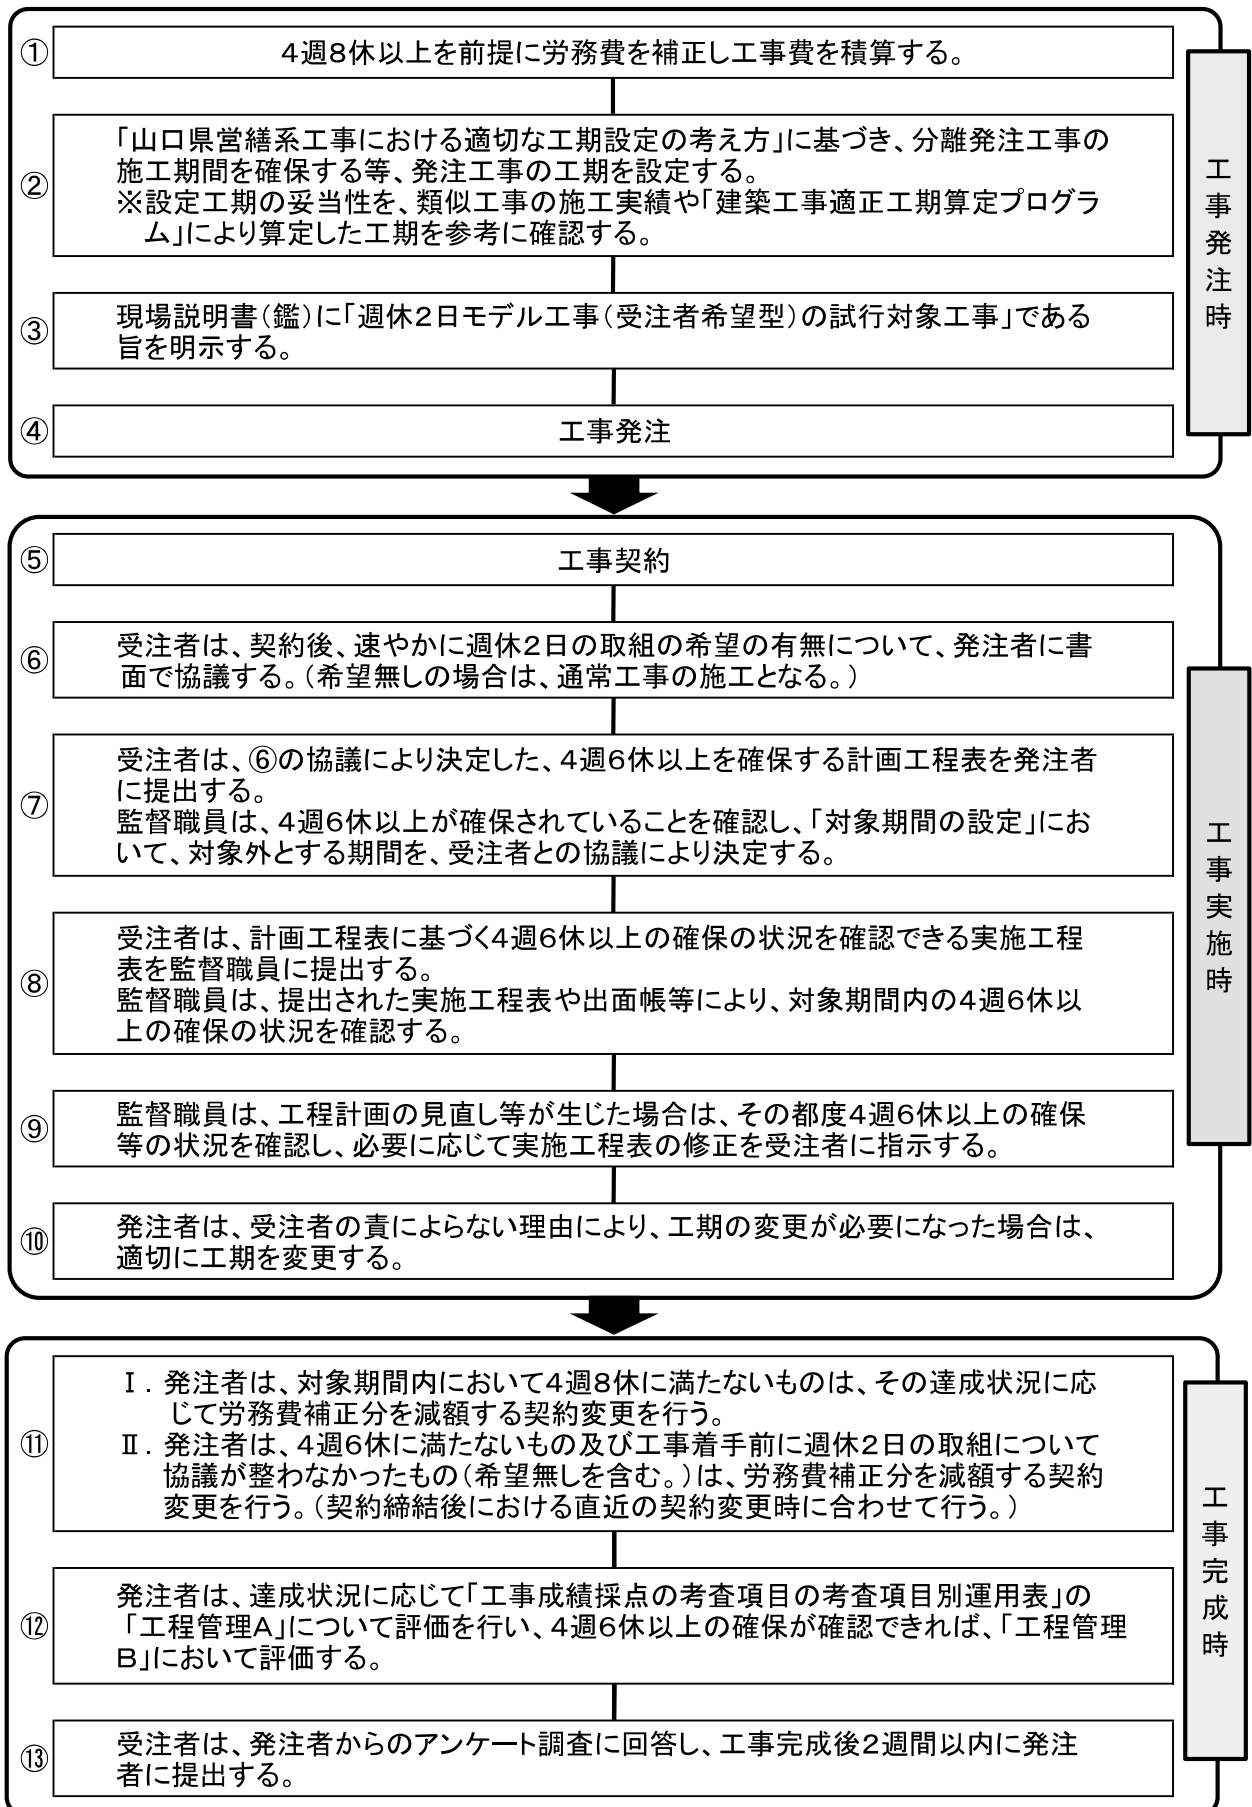 ① 4週8休以上を前提に労務費を補正し工事費を積算する。
② 「山口県営繕系工事における適切な工期設定の考え方」に基づき、分離発注工事の
施工期間を確保する等、発注工事の工期を設定する。
※設定工期の妥当性を、類似工事の施工実績や「建築工事適正工期算定プログラ
ム」により算定した工期を参考に確認する。
③ 現場説明書（鑑）に「週休2日モデル工事（受注者希望型）の試行対象工事」である
旨を明示する。
④ 工事発注
工事発注時
⑤ 工事契約
⑥ 受注者は、契約後、速やかに週休2日の取組の希望の有無について、発注者に書
面で協議する。（希望無しの場合は、通常工事の施工となる。）
⑦ 受注者は、⑥の協議により決定した、4週6休以上を確保する計画工程表を発注者
に提出する。
監督職員は、4週6休以上が確保されていることを確認し、「対象期間の設定」にお
いて、対象外とする期間を、受注者との協議により決定する。
⑧ 受注者は、計画工程表に基づく4週6休以上の確保の状況を確認できる実施工程
表を監督職員に提出する。
監督職員は、提出された実施工程表や出面帳等により、対象期間内の4週6休以
上の確保の状況を確認する。
⑨ 監督職員は、工程計画の見直し等が生じた場合は、その都度4週6休以上の確保
等の状況を確認し、必要に応じて実施工程表の修正を受注者に指示する。
⑩ 発注者は、受注者の責によらない理由により、工期の変更が必要になった場合は、
適切に工期を変更する。
工事実施時
⑪ Ⅰ．発注者は、対象期間内において4週8休に満たないものは、その達成状況に応
じて労務費補正分を減額する契約変更を行う。
Ⅱ．発注者は、4週6休に満たないもの及び工事着手前に週休2日の取組について
協議が整わなかったもの（希望無しを含む。）は、労務費補正分を減額する契約
変更を行う。（契約締結後における直近の契約変更時に合わせて行う。）
⑫ 発注者は、達成状況に応じて「工事成績採点の考査項目の考査項目別運用表」の
「工程管理A」について評価を行い、4週6休以上の確保が確認できれば、「工程管理
B」において評価する。
⑬ 受注者は、発注者からのアンケート調査に回答し、工事完成後2週間以内に発注
者に提出する。
工事完成時